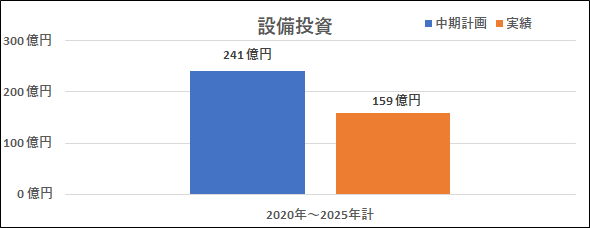 設備投資
中期計画 実績
300 億円
241 億円
200 億円
159 億円
100 億円
0 億円
2020年～2025年計